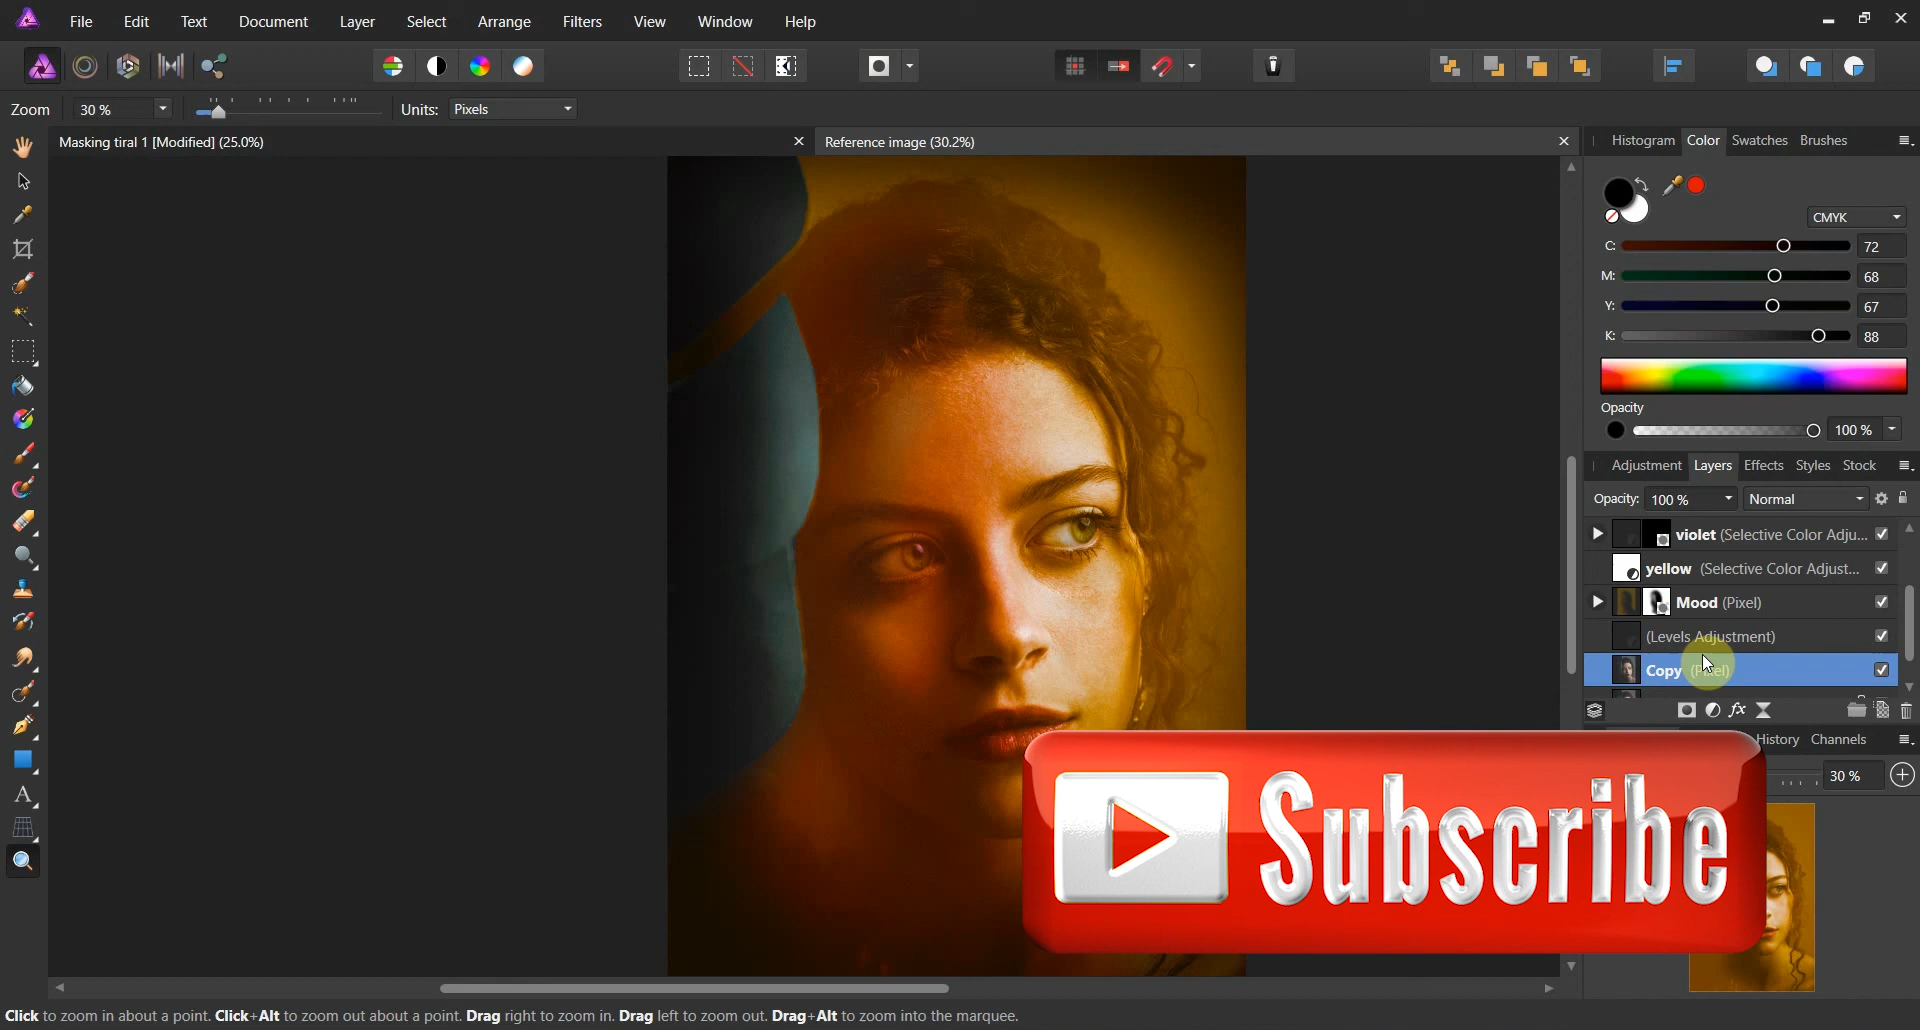 File Edit Text Document Layer Select Arrange Filters View Window Help
Zoom 30 % Units: Pixels
Masking tiral 1 [Modified] (25.0%) Reference image (30.2%)
Histogram Color Swatches Brushes
CMYK
C: 72
M: 68
Y: 67
K: 88
Opacity
100 %
Adjustment Layers Effects Styles Stock
Opacity: 100 % Normal
violet (Selective Color Adju...
yellow (Selective Color Adjust...
Mood (Pixel)
(Levels Adjustment)
Copy (Pixel)
fx
History Channels
30 %
Subscribe
Click to zoom in about a point. Click+Alt to zoom out about a point. Drag right to zoom in. Drag left to zoom out. Drag+Alt to zoom into the marquee.